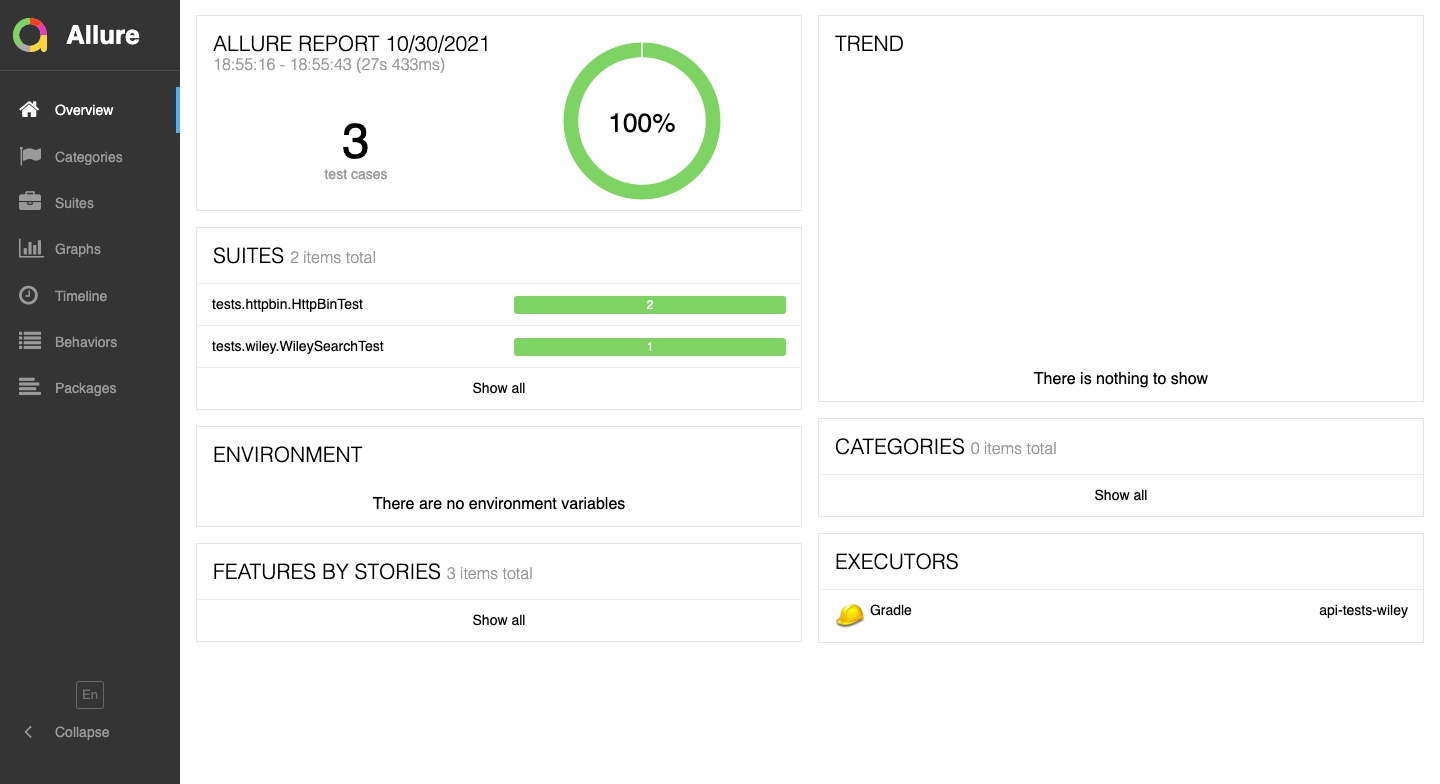 Allure
Overview
Categories
Suites
Graphs
Timeline
Behaviors
Packages
En
Collapse
ALLURE REPORT 10/30/2021
18:55:16 - 18:55:43 (27s 433ms)
3
test cases
100%
SUITES 2 items total
tests.httpbin.HttpBinTest 2
tests.wiley.WileySearchTest 1
Show all
ENVIRONMENT
There are no environment variables
FEATURES BY STORIES 3 items total
Show all
TREND
There is nothing to show
CATEGORIES 0 items total
Show all
EXECUTORS
Gradle api-tests-wiley